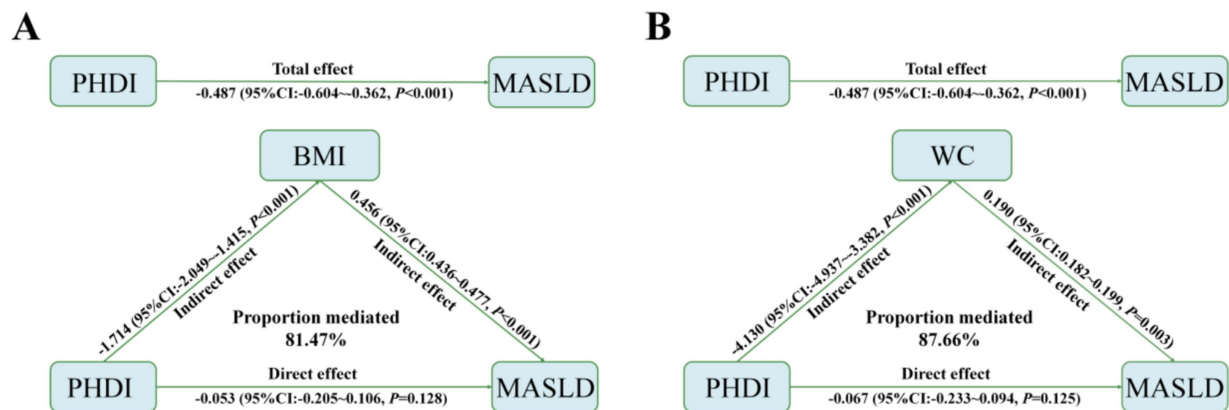 A
PHDI
Total effect
-0.487 (95%CI:-0.604~-0.362, P<0.001)
MASLD
BMI
-1.714 (95%CI:-2.049~-1.415, P<0.001)
Indirect effect
0.456 (95%CI:0.436~0.477, P<0.001)
Indirect effect
Proportion mediated
81.47%
PHDI
Direct effect
-0.053 (95%CI:-0.205~0.106, P=0.128)
MASLD
B
PHDI
Total effect
-0.487 (95%CI:-0.604~-0.362, P<0.001)
MASLD
WC
-4.130 (95%CI:-4.937~-3.382, P<0.001)
Indirect effect
0.190 (95%CI:0.182~0.199, P=0.003)
Indirect effect
Proportion mediated
87.66%
PHDI
Direct effect
-0.067 (95%CI:-0.233~0.094, P=0.125)
MASLD